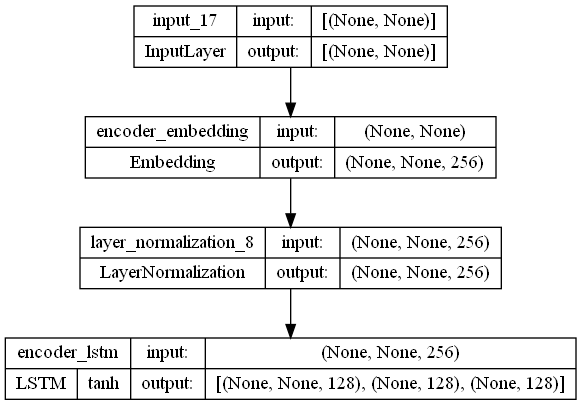 input_17 input: [(None, None)]
InputLayer output: [(None, None)]
encoder_embedding input: (None, None)
Embedding output: (None, None, 256)
layer_normalization_8 input: (None, None, 256)
LayerNormalization output: (None, None, 256)
encoder_lstm input: (None, None, 256)
LSTM tanh output: [(None, None, 128), (None, 128), (None, 128)]